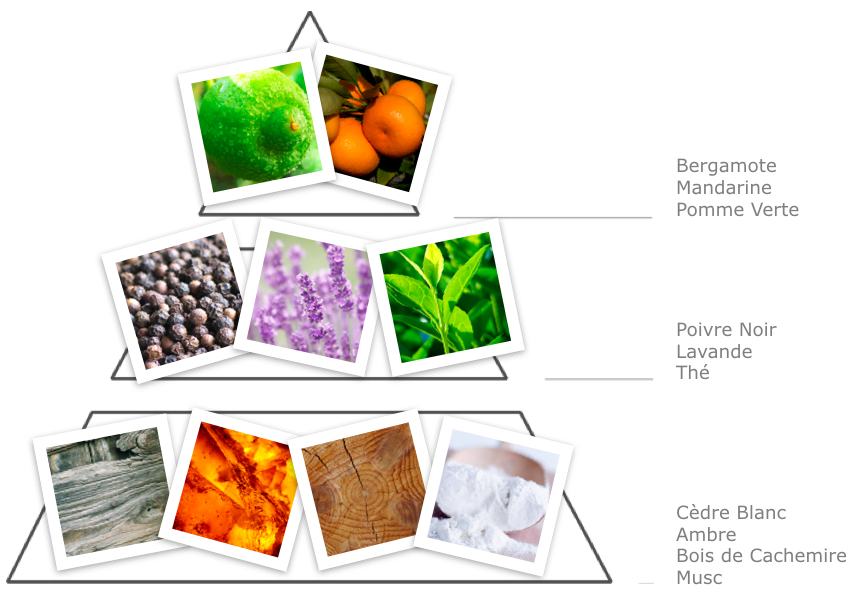 Bergamote
Mandarine
Pomme Verte
Poivre Noir
Lavande
Thé
Cèdre Blanc
Ambre
Bois de Cachemire
Musc